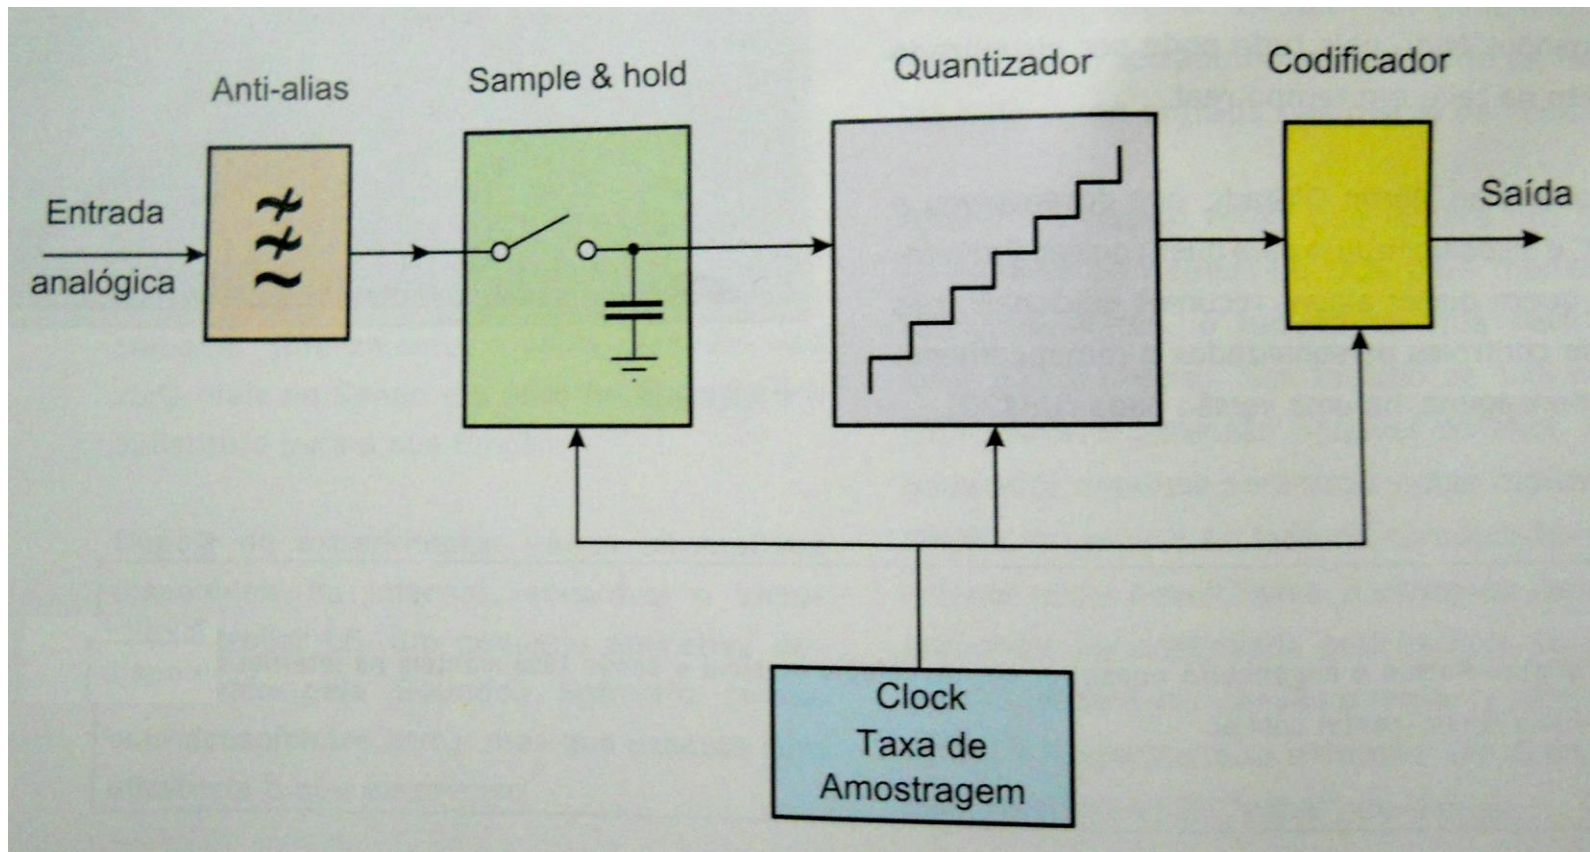 Anti-alias
Sample & hold
Quantizador
Codificador
Entrada
analógica
Saída
Clock
Taxa de
Amostragem